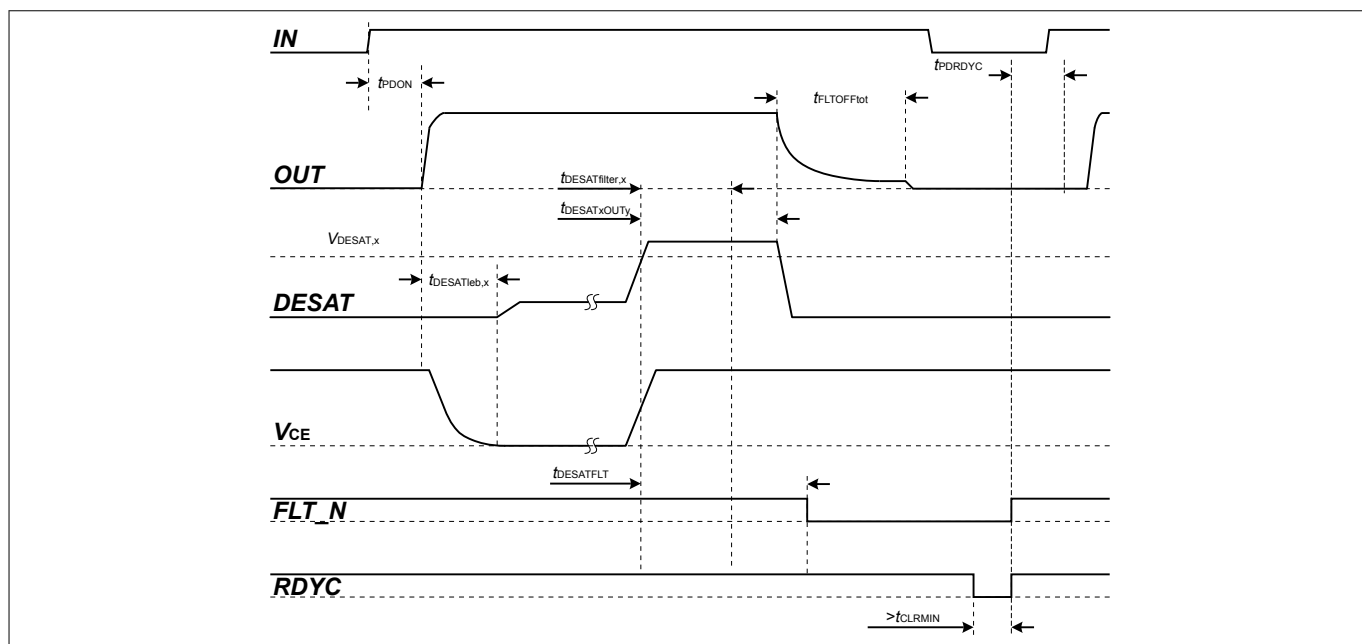 IN
tPDON
tPDRDYC
tFLTOFFtot
OUT
tDESATfilter,x
tDESATxOUTy
VDESAT,x
tDESATleb,x
DESAT
VCE
tDESATFLT
FLT_N
RDYC
>tCLRMIN